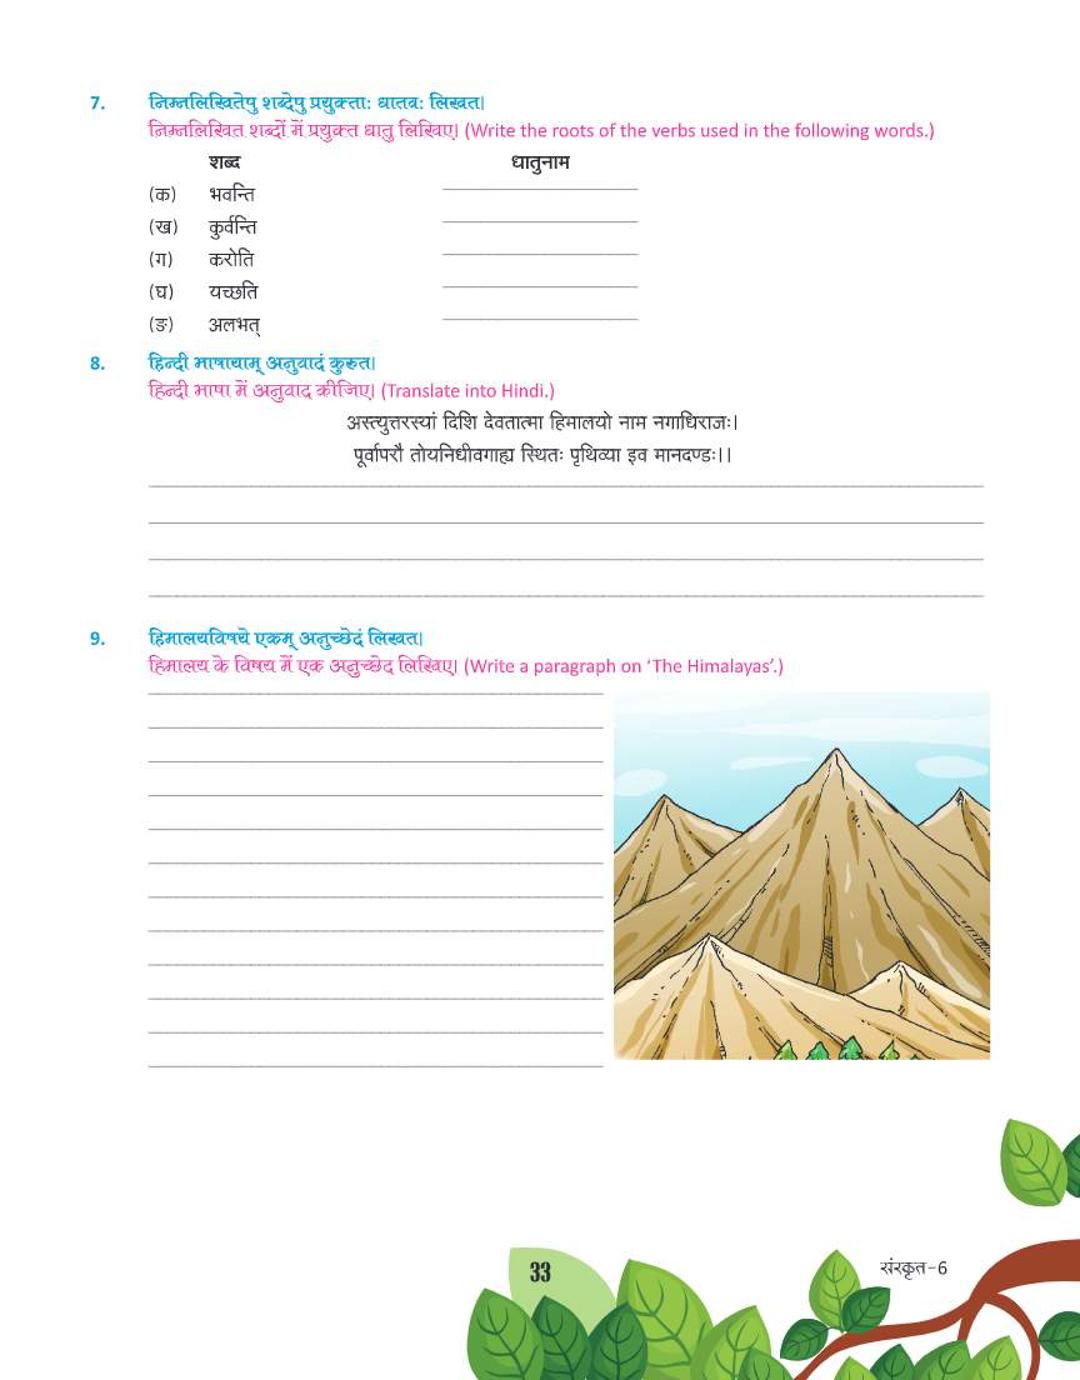 7. निम्नलिखितेषु शब्देषु प्रयुक्ताः धातवः लिखत।
निम्नलिखित शब्दों में प्रयुक्त धातु लिखिए। (Write the roots of the verbs used in the following words.)
शब्द धातुनाम
(क) भवन्ति
(ख) कुर्वन्ति
(ग) करोति
(घ) यच्छति
(ङ) अलभत्
8. हिन्दी भाषायाम् अनुवादं कुरुत।
हिन्दी भाषा में अनुवाद कीजिए। (Translate into Hindi.)
अस्त्युत्तरस्यां दिशि देवतात्मा हिमालयो नाम नगाधिराजः।
पूर्वापरौ तोयनिधीवगाह्य स्थितः पृथिव्या इव मानदण्डः।।
9. हिमालयविषये एकम् अनुच्छेदं लिखत।
हिमालय के विषय में एक अनुच्छेद लिखिए। (Write a paragraph on ‘The Himalayas’.)
33
संस्कृत-6